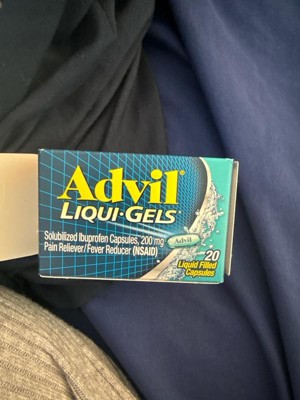 Advil®
LIQUI•GELS®
Solubilized Ibuprofen Capsules, 200 mg
Pain Reliever/Fever Reducer (NSAID)
Advil
20
Liquid Filled
Capsules